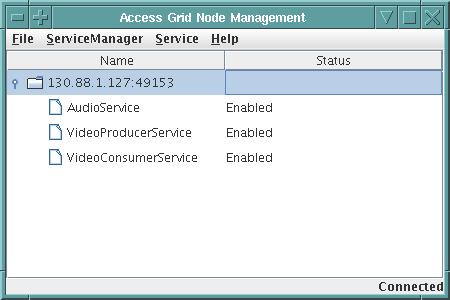 Access Grid Node Management
File ServiceManager Service Help
Name Status
130.88.1.127:49153
AudioService Enabled
VideoProducerService Enabled
VideoConsumerService Enabled
Connected